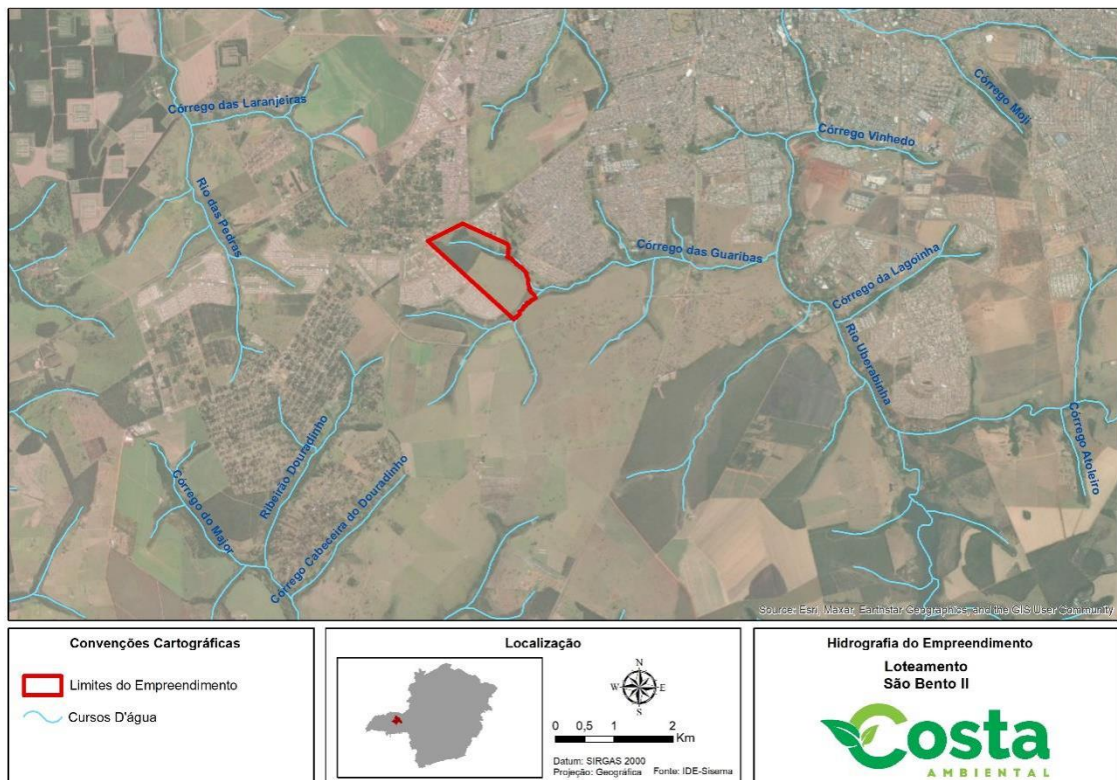 Córrego das Laranjeiras
Córrego Moji
Córrego Vinhedo
Rio das Pedras
Córrego das Guaribas
Córrego da Lagoinha
Rio Uberabinha
Córrego Atoleiro
Ribeirão Douradinho
Córrego do Major
Córrego Cabeceira do Douradinho
Source: Esri, Maxar, Earthstar Geographics, and the GIS User Community
Convenções Cartográficas
Limites do Empreendimento
Cursos D'água
Localização
N
W E
S
0 0,5 1 2
Km
Datum: SIRGAS 2000
Projeção: Geográfica Fonte: IDE-Sisema
Hidrografia do Empreendimento
Loteamento
São Bento II
Costa
AMBIENTAL